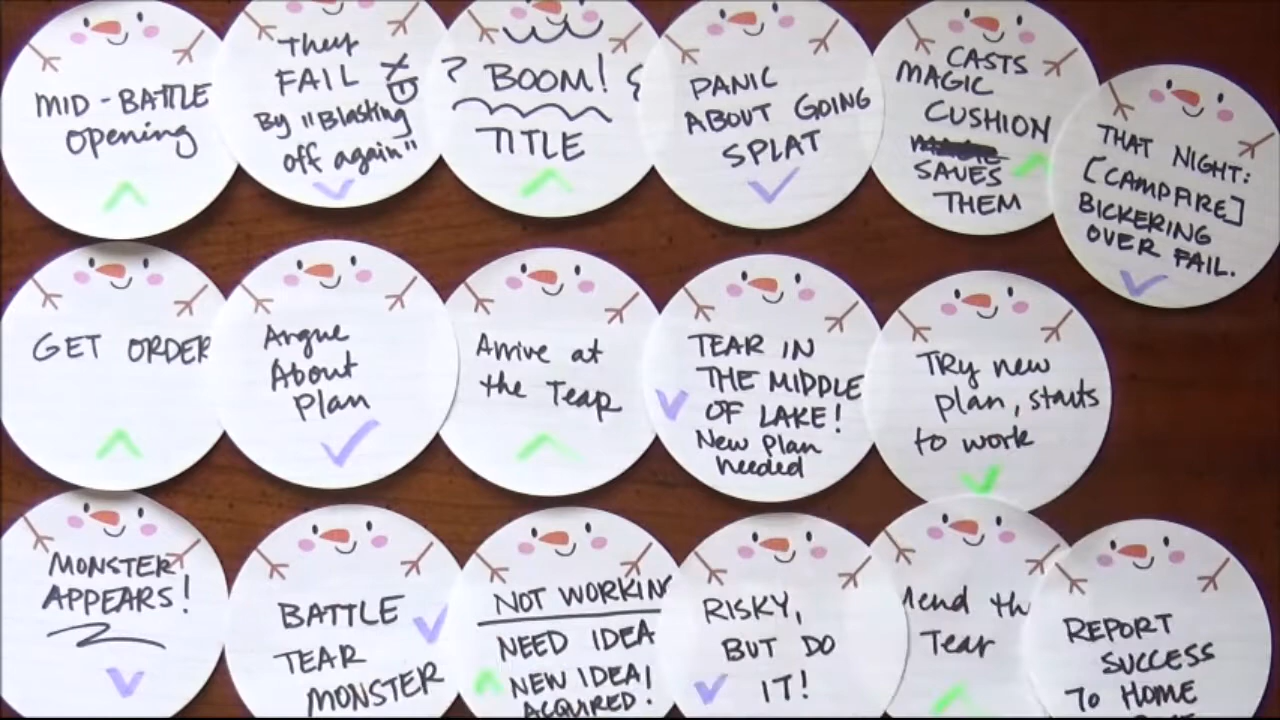 MID-BATTLE
opening
They
FAIL
By "Blasting
off again"
? BOOM!
TITLE
PANIC
ABOUT GOING
SPLAT
CASTS
MAGIC
CUSHION
SAVES
THEM
THAT NIGHT:
[CAMPFIRE]
BICKERING
OVER FAIL.
GET ORDER
Argue
About
Plan
Arrive at
the Tear
TEAR IN
THE MIDDLE
OF LAKE!
New Plan
needed
Try new
plan, starts
to work
MONSTER
APPEARS!
BATTLE
TEAR
MONSTER
NOT WORKIN
NEED IDEA
NEW IDEA!
ACQUIRED!
RISKY,
BUT DO
IT!
Mend th
Tear
REPORT
SUCCESS
TO HOME